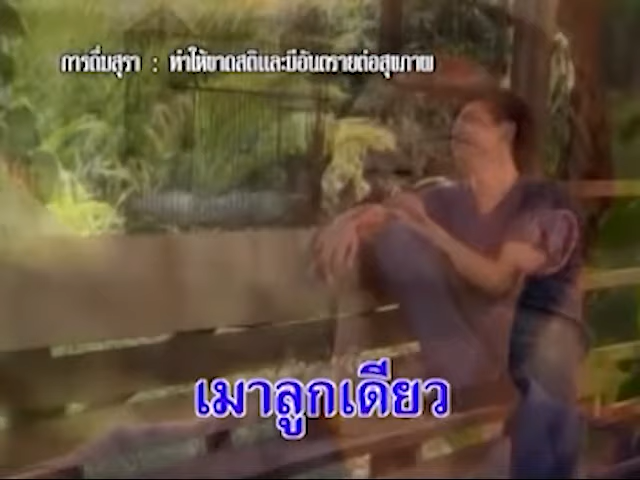 การดื่มสุรา : ทำให้ขาดสติและมีอันตรายต่อสุขภาพ
เมาลูกเดียว